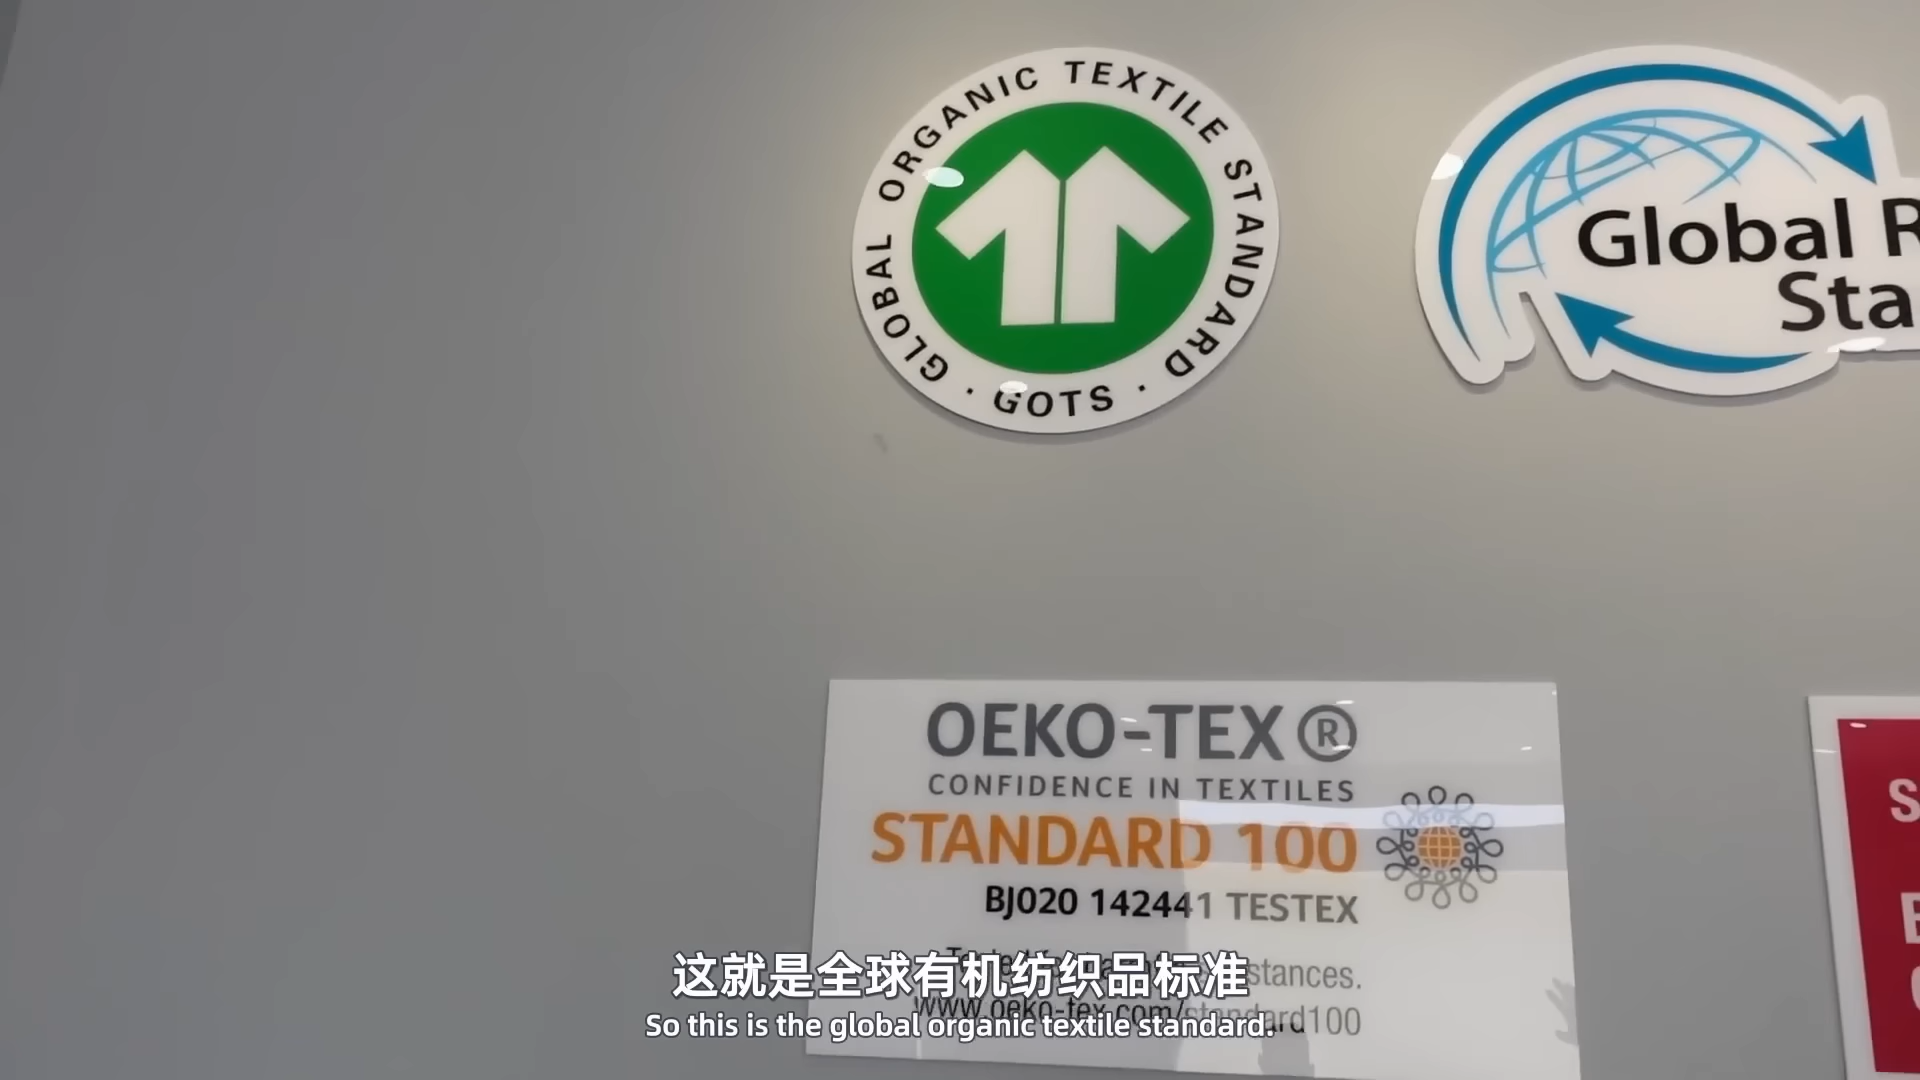 GLOBAL ORGANIC TEXTILE STANDARD · GOTS ·
Global
OEKO-TEX®
CONFIDENCE IN TEXTILES
STANDARD 100
BJ020 142441 TESTEX
www.oeko-tex.com/standard100
这就是全球有机纺织品标准
So this is the global organic textile standard.